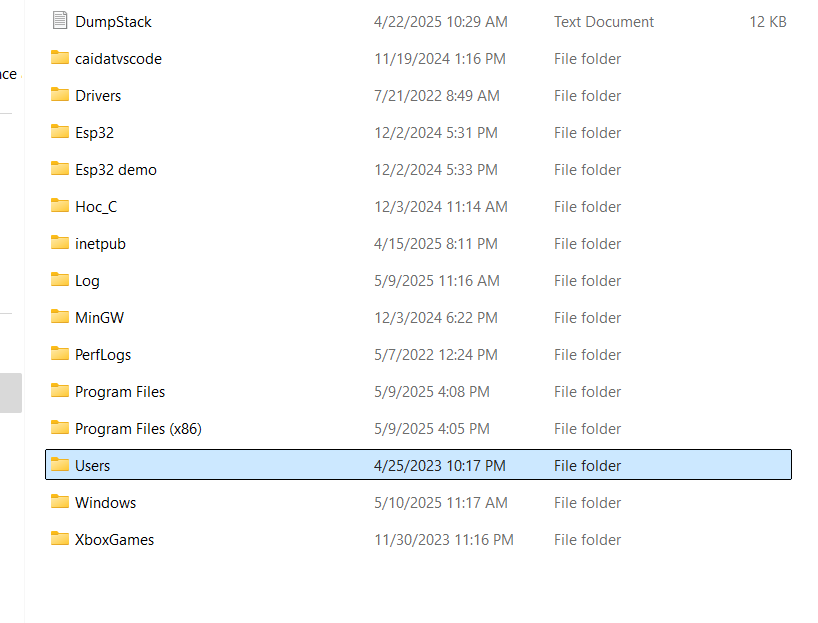 DumpStack 4/22/2025 10:29 AM Text Document 12 KB
caidatvscode 11/19/2024 1:16 PM File folder
Drivers 7/21/2022 8:49 AM File folder
Esp32 12/2/2024 5:31 PM File folder
Esp32 demo 12/2/2024 5:33 PM File folder
Hoc_C 12/3/2024 11:14 AM File folder
inetpub 4/15/2025 8:11 PM File folder
Log 5/9/2025 11:16 AM File folder
MinGW 12/3/2024 6:22 PM File folder
PerfLogs 5/7/2022 12:24 PM File folder
Program Files 5/9/2025 4:08 PM File folder
Program Files (x86) 5/9/2025 4:05 PM File folder
Users 4/25/2023 10:17 PM File folder
Windows 5/10/2025 11:17 AM File folder
XboxGames 11/30/2023 11:16 PM File folder